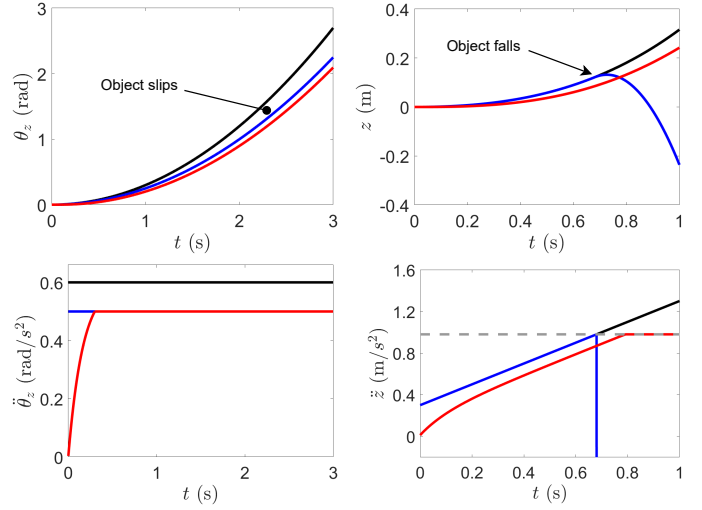 3
2
1
0
θ_z (rad)
Object slips
0 1 2 3
t (s)
0.4
0.2
0
-0.2
-0.4
z (m)
Object falls
0 0.2 0.4 0.6 0.8 1
t (s)
0.6
0.4
0.2
0
θ̈_z (rad/s²)
0 1 2 3
t (s)
1.6
1.2
0.8
0.4
0
z̈ (m/s²)
0 0.2 0.4 0.6 0.8 1
t (s)